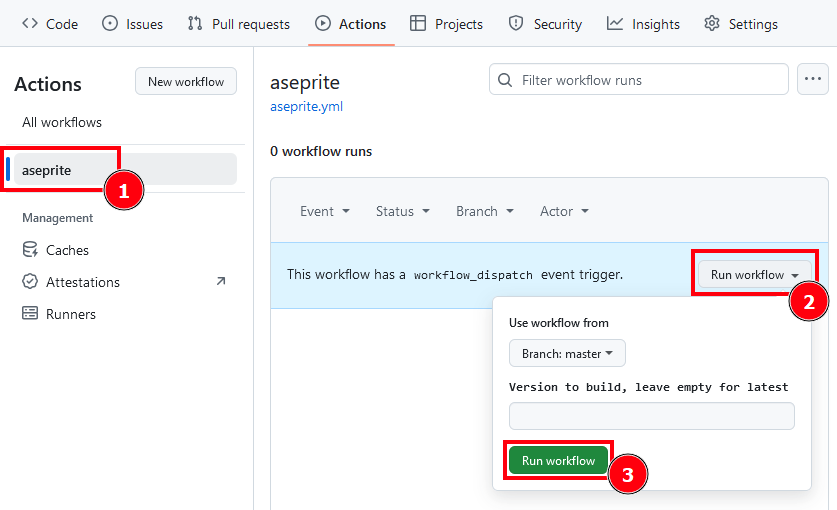 Code Issues Pull requests Actions Projects Security Insights Settings
Actions
New workflow
All workflows
aseprite
1
Management
Caches
Attestations
Runners
aseprite
aseprite.yml
Filter workflow runs
0 workflow runs
Event Status Branch Actor
This workflow has a workflow_dispatch event trigger.
Run workflow
2
Use workflow from
Branch: master
Version to build, leave empty for latest
Run workflow
3